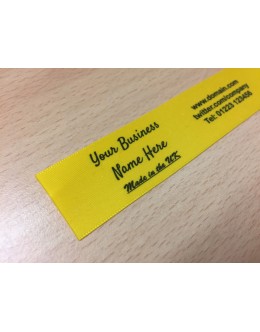 Your Business
Name Here
Made in the UK
www.domain.com
twitter.com/company
Tel: 01223 123456